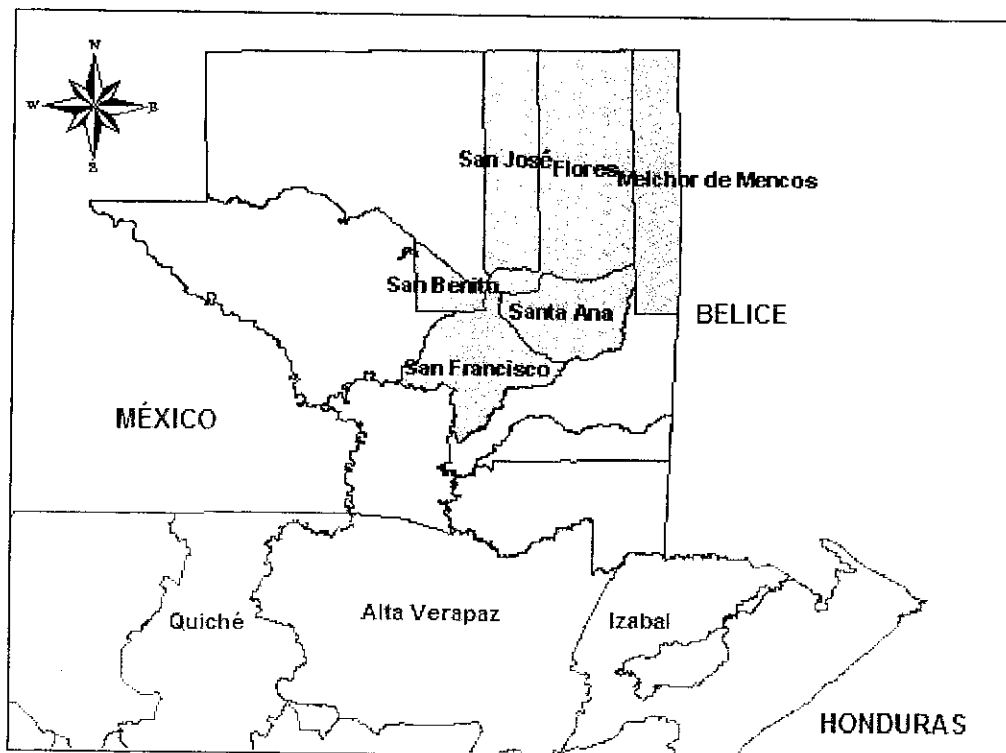 N
W E
S
San José Flores Melchor de Mencos
San Benito
Santa Ana
BELICE
San Francisco
MÉXICO
Quiché
Alta Verapaz
Izabal
HONDURAS